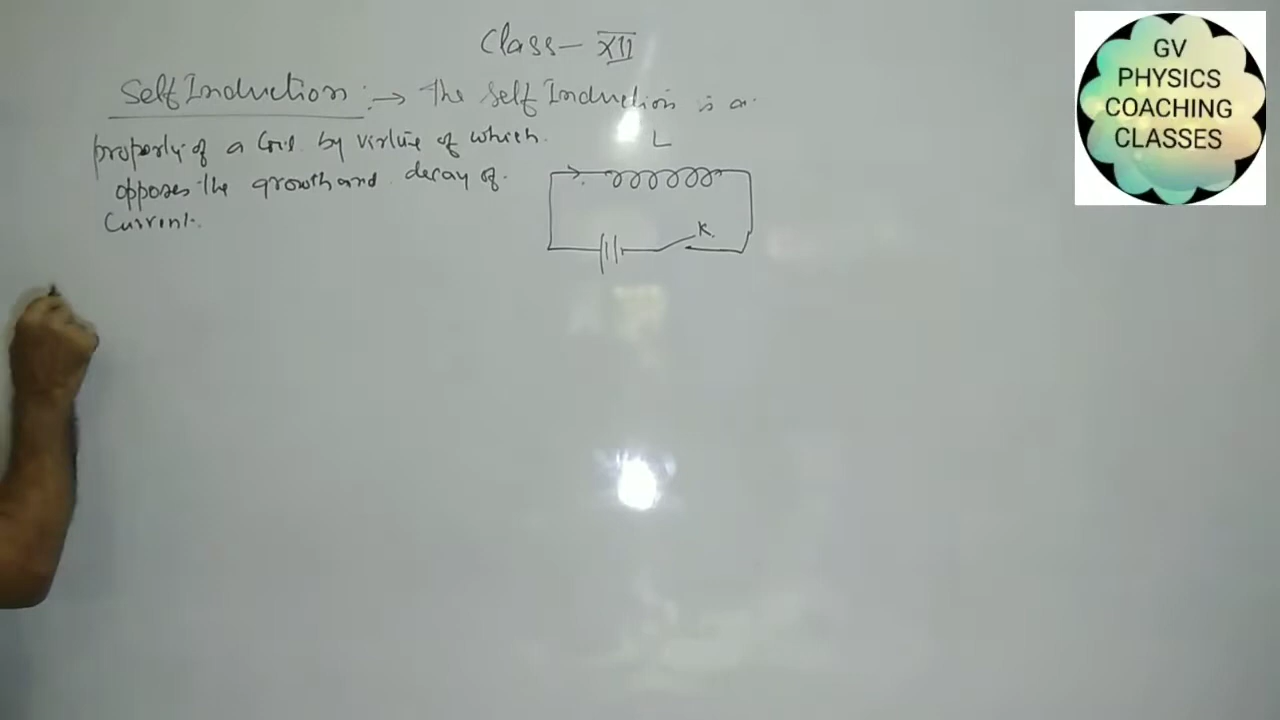 Class - XII
Self Induction :→ The Self Induction is a
property of a Coil by virtue of which
opposes the growth and decay of
Current.
L
K
GV
PHYSICS
COACHING
CLASSES